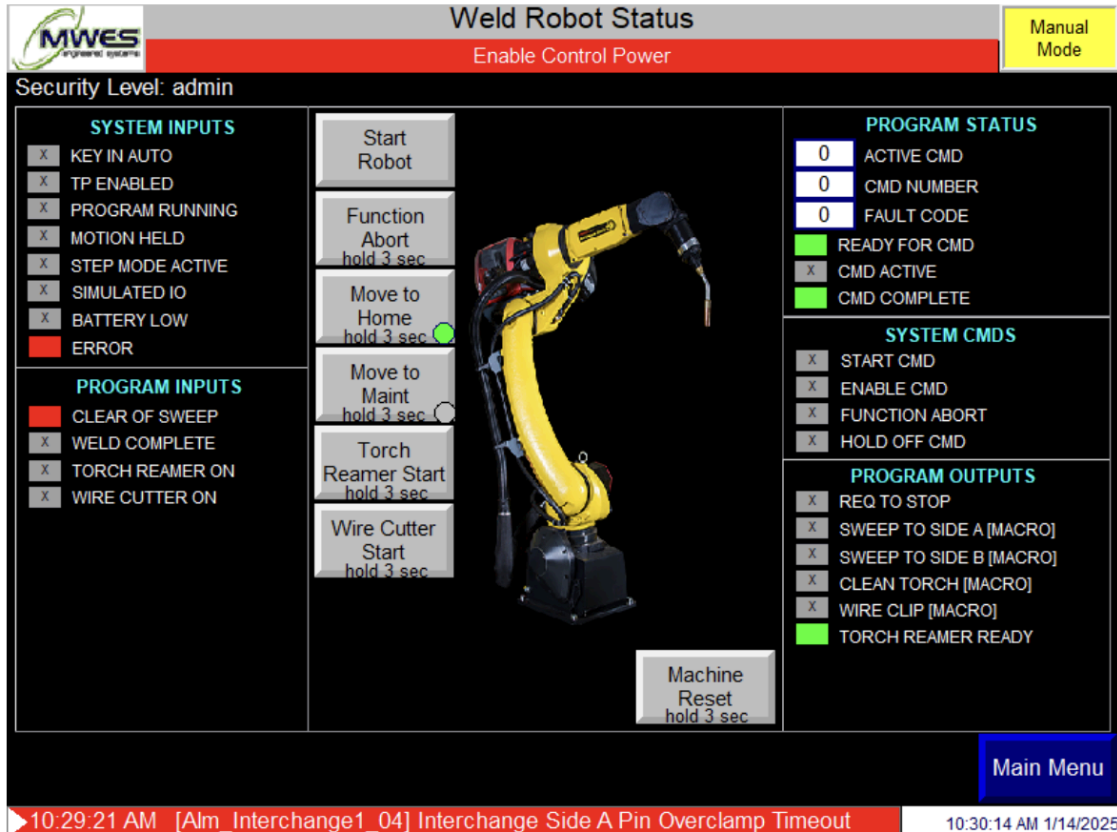 MWES
engineered systems
Weld Robot Status
Enable Control Power
Manual
Mode
Security Level: admin
SYSTEM INPUTS
X KEY IN AUTO
X TP ENABLED
X PROGRAM RUNNING
X MOTION HELD
X STEP MODE ACTIVE
X SIMULATED IO
X BATTERY LOW
ERROR
PROGRAM INPUTS
CLEAR OF SWEEP
X WELD COMPLETE
X TORCH REAMER ON
X WIRE CUTTER ON
Start
Robot
Function
Abort
hold 3 sec
Move to
Home
hold 3 sec
Move to
Maint
hold 3 sec
Torch
Reamer Start
hold 3 sec
Wire Cutter
Start
hold 3 sec
Machine
Reset
hold 3 sec
PROGRAM STATUS
0 ACTIVE CMD
0 CMD NUMBER
0 FAULT CODE
READY FOR CMD
X CMD ACTIVE
CMD COMPLETE
SYSTEM CMDS
X START CMD
X ENABLE CMD
X FUNCTION ABORT
X HOLD OFF CMD
PROGRAM OUTPUTS
X REQ TO STOP
X SWEEP TO SIDE A [MACRO]
X SWEEP TO SIDE B [MACRO]
X CLEAN TORCH [MACRO]
X WIRE CLIP [MACRO]
TORCH REAMER READY
Main Menu
10:29:21 AM [Alm_Interchange1_04] Interchange Side A Pin Overclamp Timeout
10:30:14 AM 1/14/2025